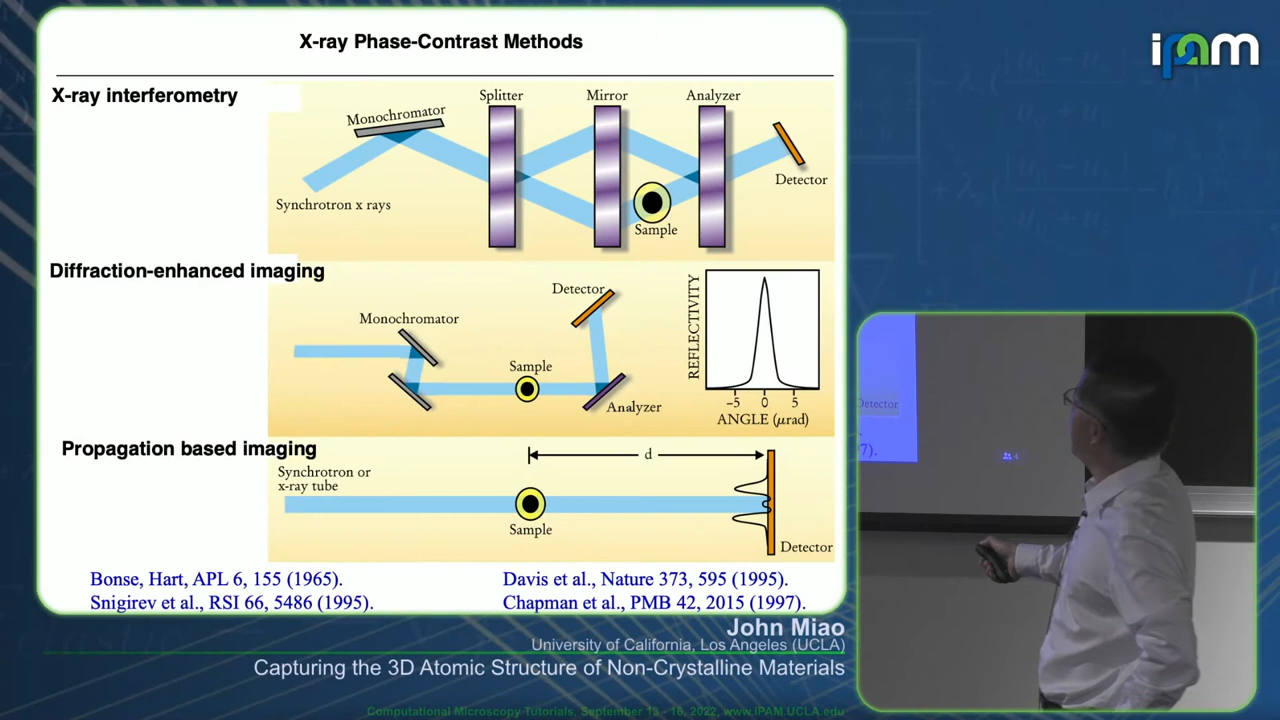 X-ray Phase-Contrast Methods
ipam
X-ray interferometry
Splitter
Mirror
Analyzer
Monochromator
Synchrotron x rays
Sample
Detector
Diffraction-enhanced imaging
Monochromator
Detector
Sample
Analyzer
REFLECTIVITY
−5 0 5
ANGLE (μrad)
Propagation based imaging
Synchrotron or
x-ray tube
d
Sample
Detector
Bonse, Hart, APL 6, 155 (1965).
Snigirev et al., RSI 66, 5486 (1995).
Davis et al., Nature 373, 595 (1995).
Chapman et al., PMB 42, 2015 (1997).
Detector
7).
John Miao
University of California, Los Angeles (UCLA)
Capturing the 3D Atomic Structure of Non-Crystalline Materials
Computational Microscopy Tutorials, September 13 - 16, 2022, www.IPAM.UCLA.edu